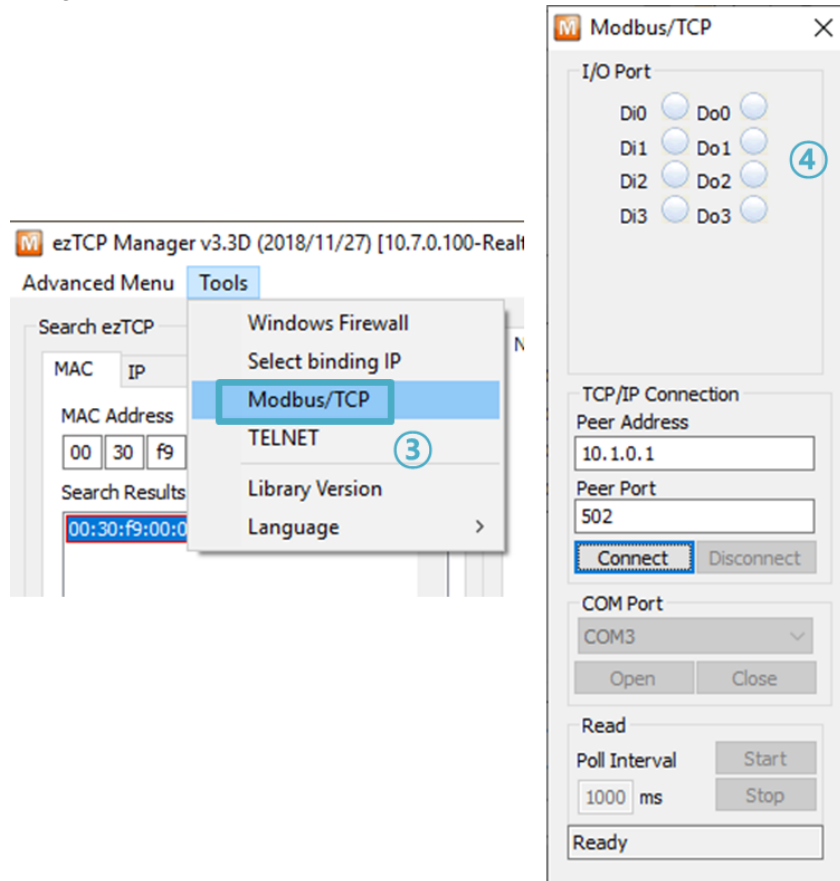 ezTCP Manager v3.3D (2018/11/27) [10.7.0.100-Realt
Advanced Menu Tools
Search ezTCP
MAC IP
MAC Address
00 30 f9
Search Results
00:30:f9:00:0
Windows Firewall
Select binding IP
Modbus/TCP
TELNET
③
Library Version
Language >
N
Modbus/TCP
I/O Port
Di0 Do0
Di1 Do1
Di2 Do2
Di3 Do3
④
TCP/IP Connection
Peer Address
10.1.0.1
Peer Port
502
Connect Disconnect
COM Port
COM3
Open Close
Read
Poll Interval Start
1000 ms Stop
Ready